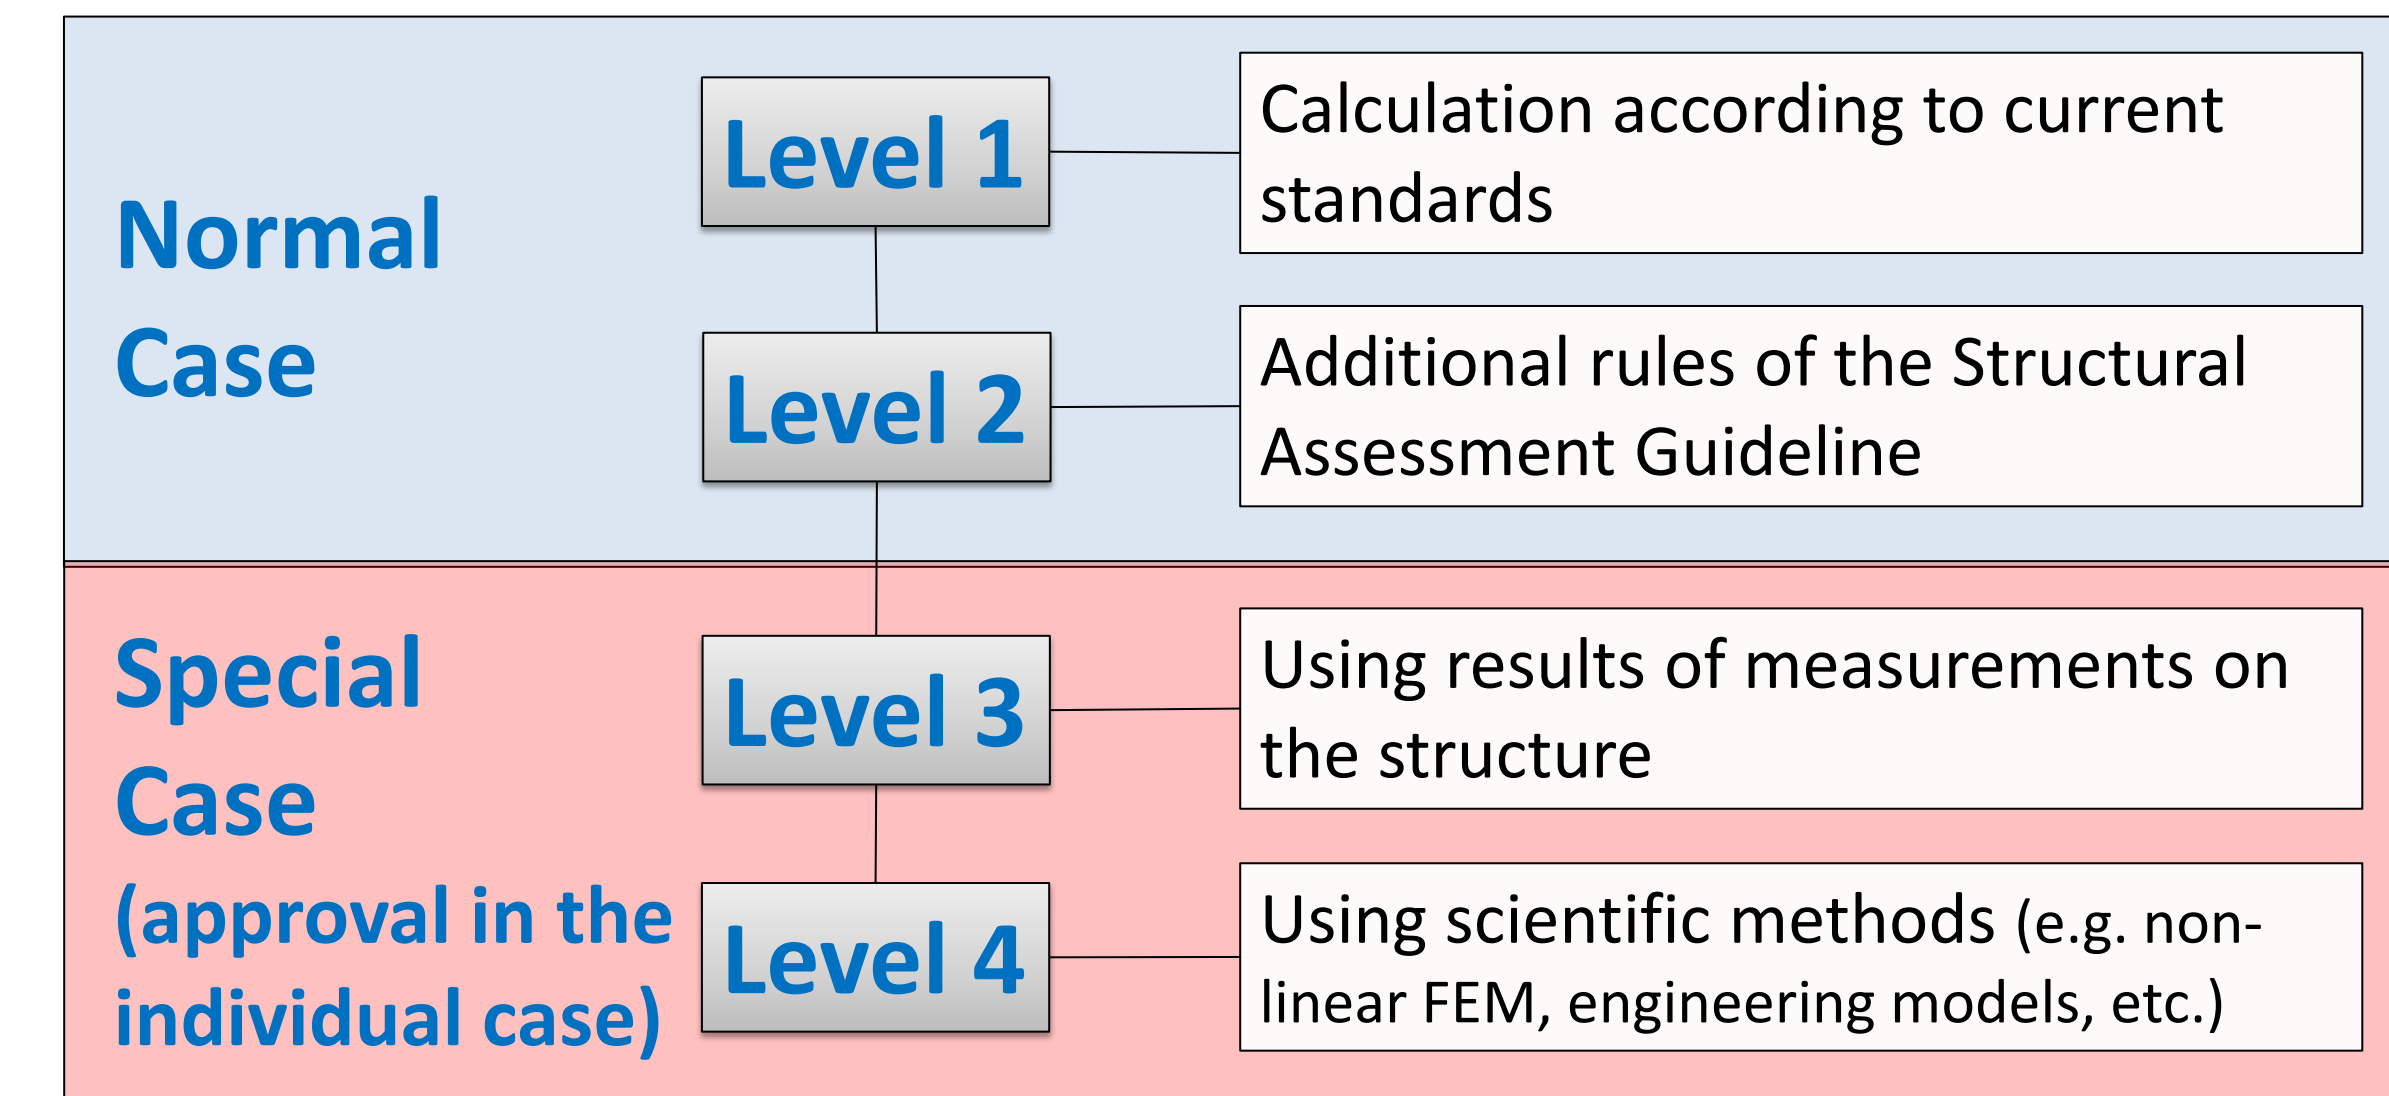 Normal
Case
Level 1
Calculation according to current
standards
Level 2
Additional rules of the Structural
Assessment Guideline
Special
Case
(approval in the
individual case)
Level 3
Using results of measurements on
the structure
Level 4
Using scientific methods (e.g. non-
linear FEM, engineering models, etc.)